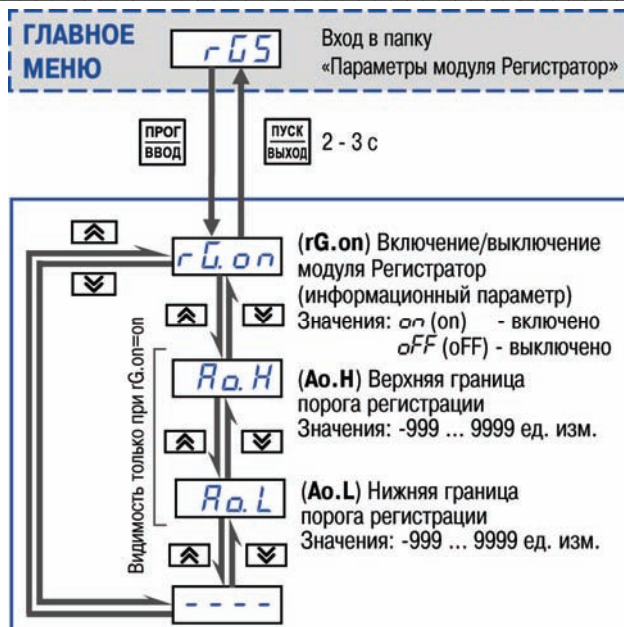 ГЛАВНОЕ
МЕНЮ
rGS
Вход в папку
«Параметры модуля Регистратор»
ПРОГ
ВВОД
ПУСК
ВЫХОД
2 - 3 с
rG.on
(rG.on) Включение/выключение
модуля Регистратор
(информационный параметр)
Значения: on (on) - включено
oFF (oFF) - выключено
Видимость только при rG.on=on
Ao.H
(Ao.H) Верхняя граница
порога регистрации
Значения: -999 ... 9999 ед. изм.
Ao.L
(Ao.L) Нижняя граница
порога регистрации
Значения: -999 ... 9999 ед. изм.
- - - -